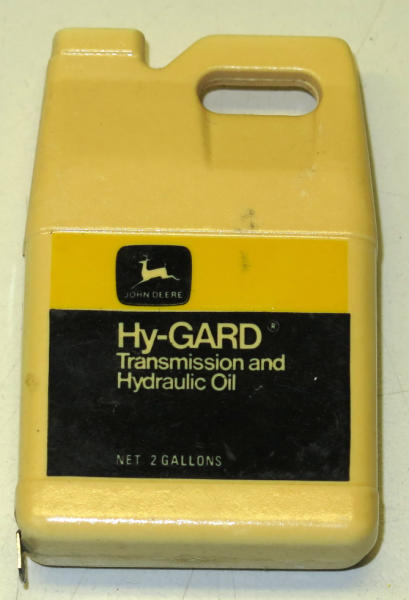 JOHN DEERE
Hy-GARD ®
Transmission and
Hydraulic Oil
NET 2 GALLONS